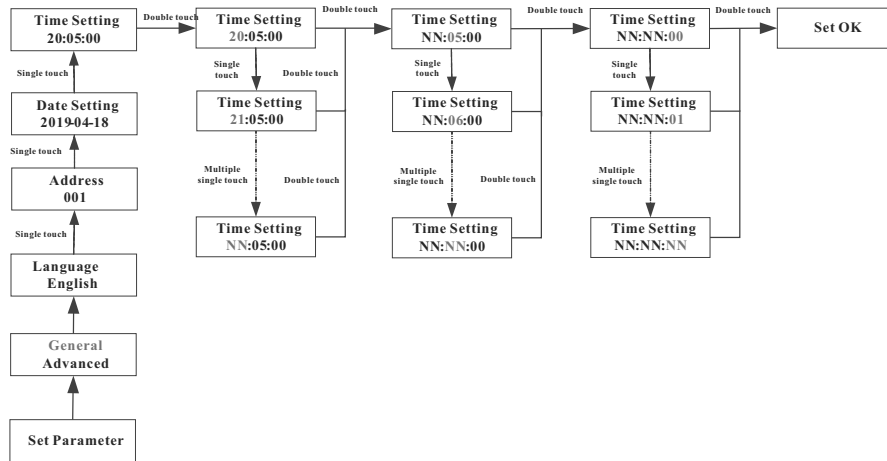 Time Setting
20:05:00
Double touch
Time Setting
20:05:00
Double touch
Time Setting
NN:05:00
Double touch
Time Setting
NN:NN:00
Double touch
Set OK
Single touch
Single
touch
Double touch
Single
touch
Single
touch
Date Setting
2019-04-18
Time Setting
21:05:00
Time Setting
NN:06:00
Time Setting
NN:NN:01
Single touch
Address
001
Multiple
single touch
Double touch
Multiple
single touch
Double touch
Multiple
single touch
Single touch
Time Setting
NN:05:00
Time Setting
NN:NN:00
Time Setting
NN:NN:NN
Language
English
General
Advanced
Set Parameter